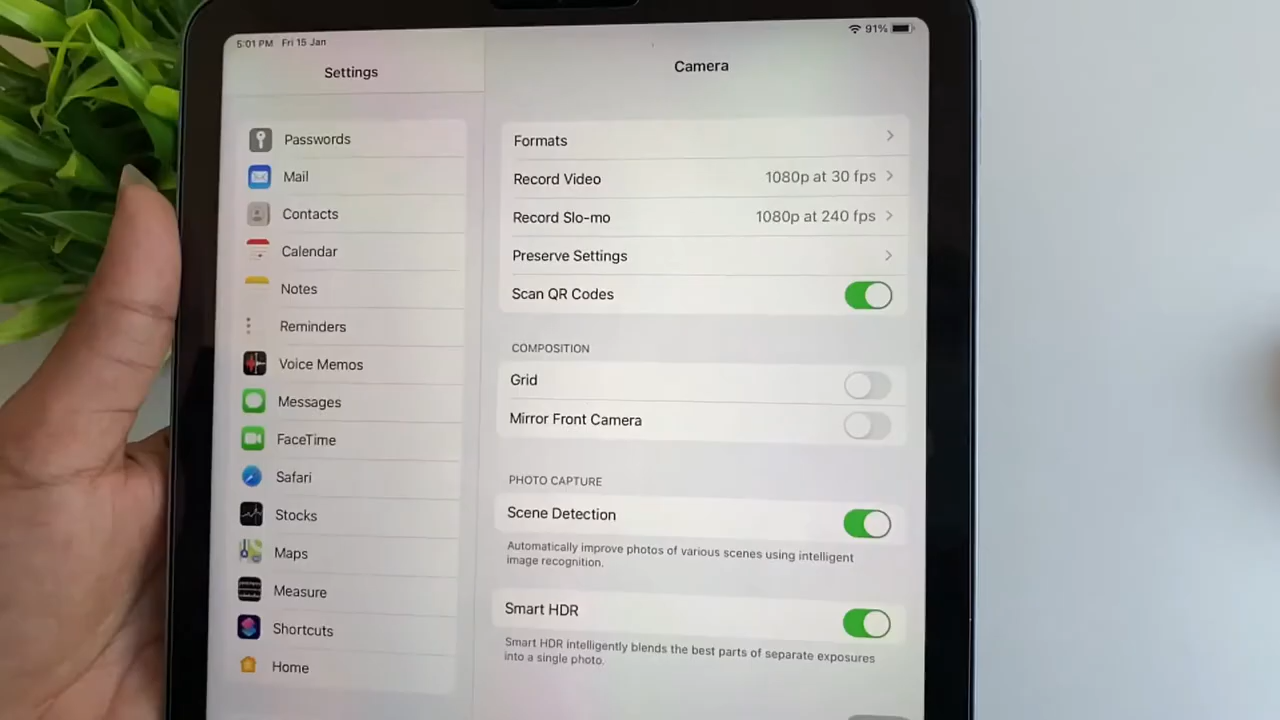 5:01 PM Fri 15 Jan
91%
Settings
Passwords
Mail
Contacts
Calendar
Notes
Reminders
Voice Memos
Messages
FaceTime
Safari
Stocks
Maps
Measure
Shortcuts
Home
Camera
Formats
Record Video 1080p at 30 fps
Record Slo-mo 1080p at 240 fps
Preserve Settings
Scan QR Codes
COMPOSITION
Grid
Mirror Front Camera
PHOTO CAPTURE
Scene Detection
Automatically improve photos of various scenes using intelligent
image recognition.
Smart HDR
Smart HDR intelligently blends the best parts of separate exposures
into a single photo.